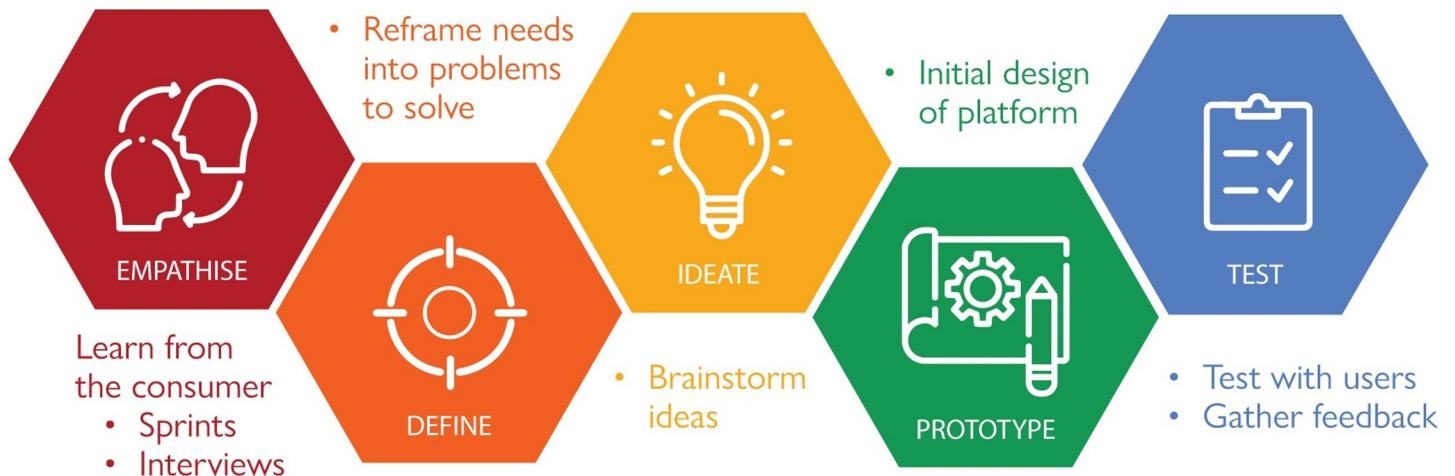 EMPATHISE
Learn from
the consumer
• Sprints
• Interviews
• Reframe needs
into problems
to solve
DEFINE
IDEATE
• Brainstorm
ideas
• Initial design
of platform
PROTOTYPE
TEST
• Test with users
• Gather feedback